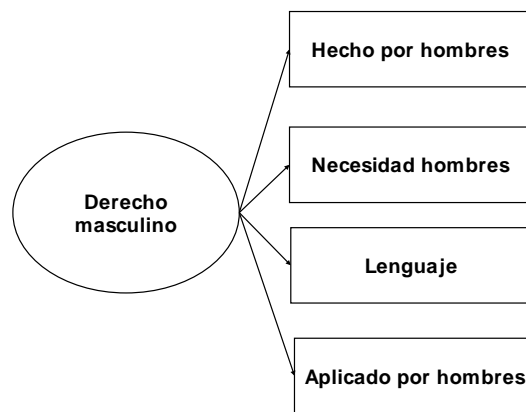 Hecho por hombres
Necesidad hombres
Derecho
masculino
Lenguaje
Aplicado por hombres